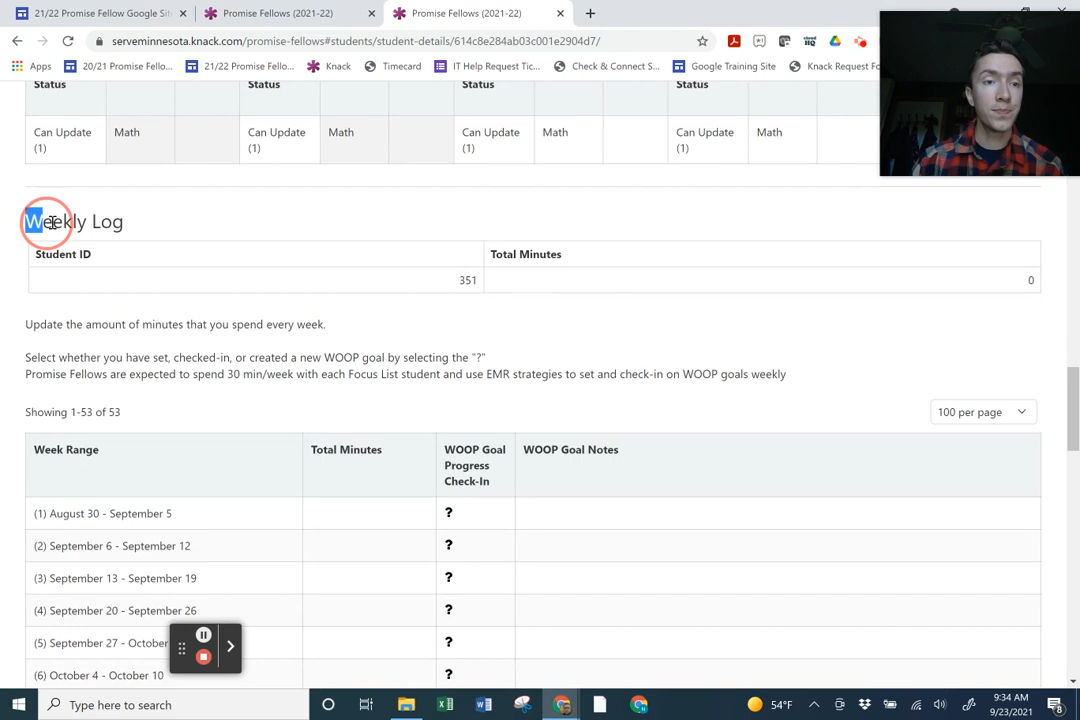 21/22 Promise Fellow Google Sit
Promise Fellows (2021-22)
Promise Fellows (2021-22)
serveminnesota.knack.com/promise-fellows#students/student-details/614c8e284ab03c001e2904d7/
Apps
20/21 Promise Fello...
21/22 Promise Fello...
Knack
Timecard
IT Help Request Tic...
Check & Connect S...
Google Training Site
Knack Request Fo
Status
Status
Status
Status
Can Update (1)
Math
Can Update (1)
Math
Can Update (1)
Math
Can Update (1)
Math
Weekly Log
Student ID
Total Minutes
351
0
Update the amount of minutes that you spend every week.
Select whether you have set, checked-in, or created a new WOOP goal by selecting the "?"
Promise Fellows are expected to spend 30 min/week with each Focus List student and use EMR strategies to set and check-in on WOOP goals weekly
Showing 1-53 of 53
100 per page
Week Range
Total Minutes
WOOP Goal Progress Check-In
WOOP Goal Notes
(1) August 30 - September 5
?
(2) September 6 - September 12
?
(3) September 13 - September 19
?
(4) September 20 - September 26
?
(5) September 27 - October
?
(6) October 4 - October 10
?
Type here to search
54°F
9:34 AM
9/23/2021
8